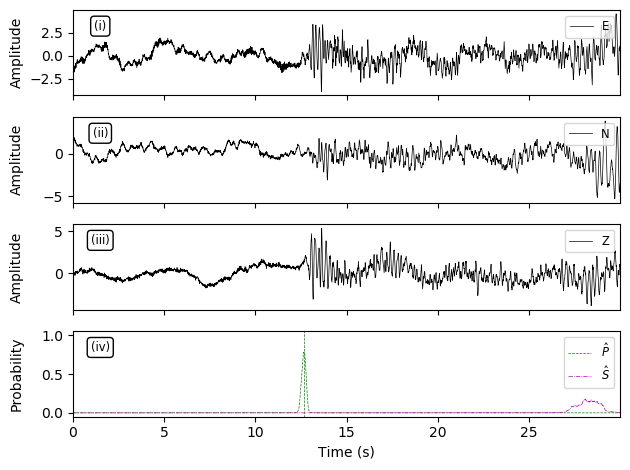 (i)
E
Amplitude
2.5
0.0
−2.5
(ii)
N
Amplitude
0
−5
(iii)
Z
Amplitude
5
0
(iv)
P̂
Ŝ
Probability
1.0
0.5
0.0
0 5 10 15 20 25
Time (s)